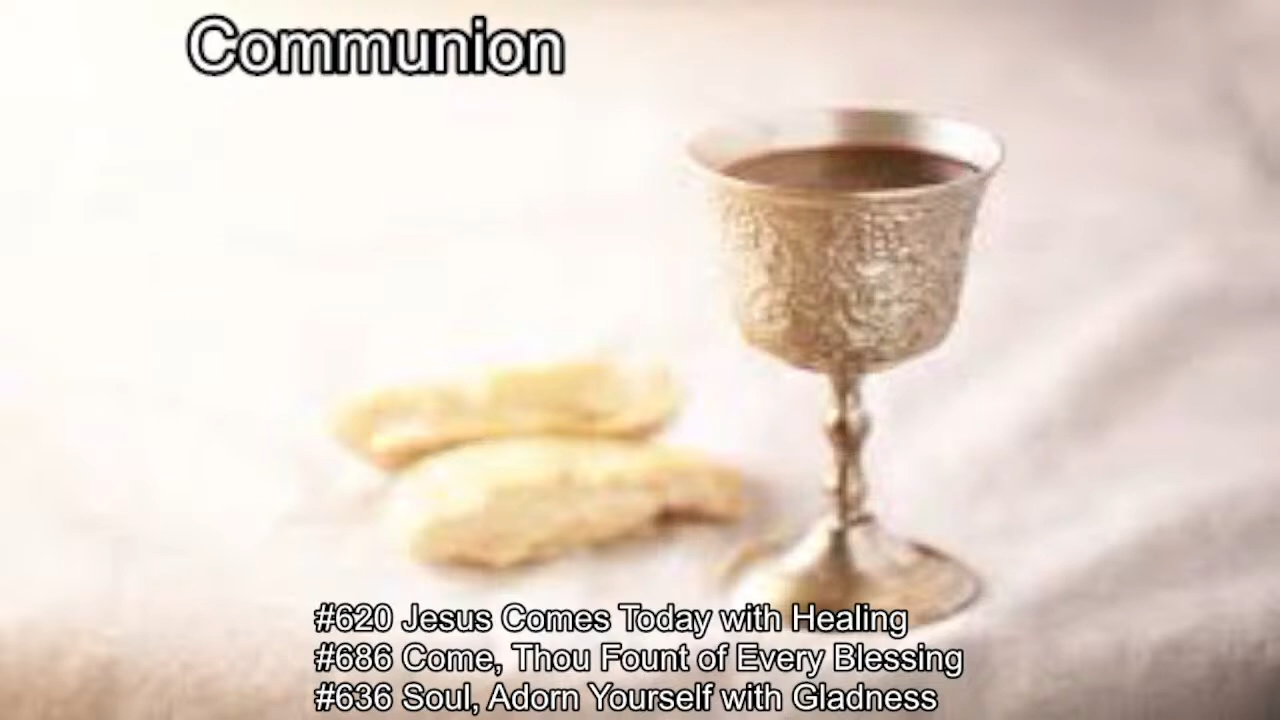 Communion
#620 Jesus Comes Today with Healing
#686 Come, Thou Fount of Every Blessing
#636 Soul, Adorn Yourself with Gladness